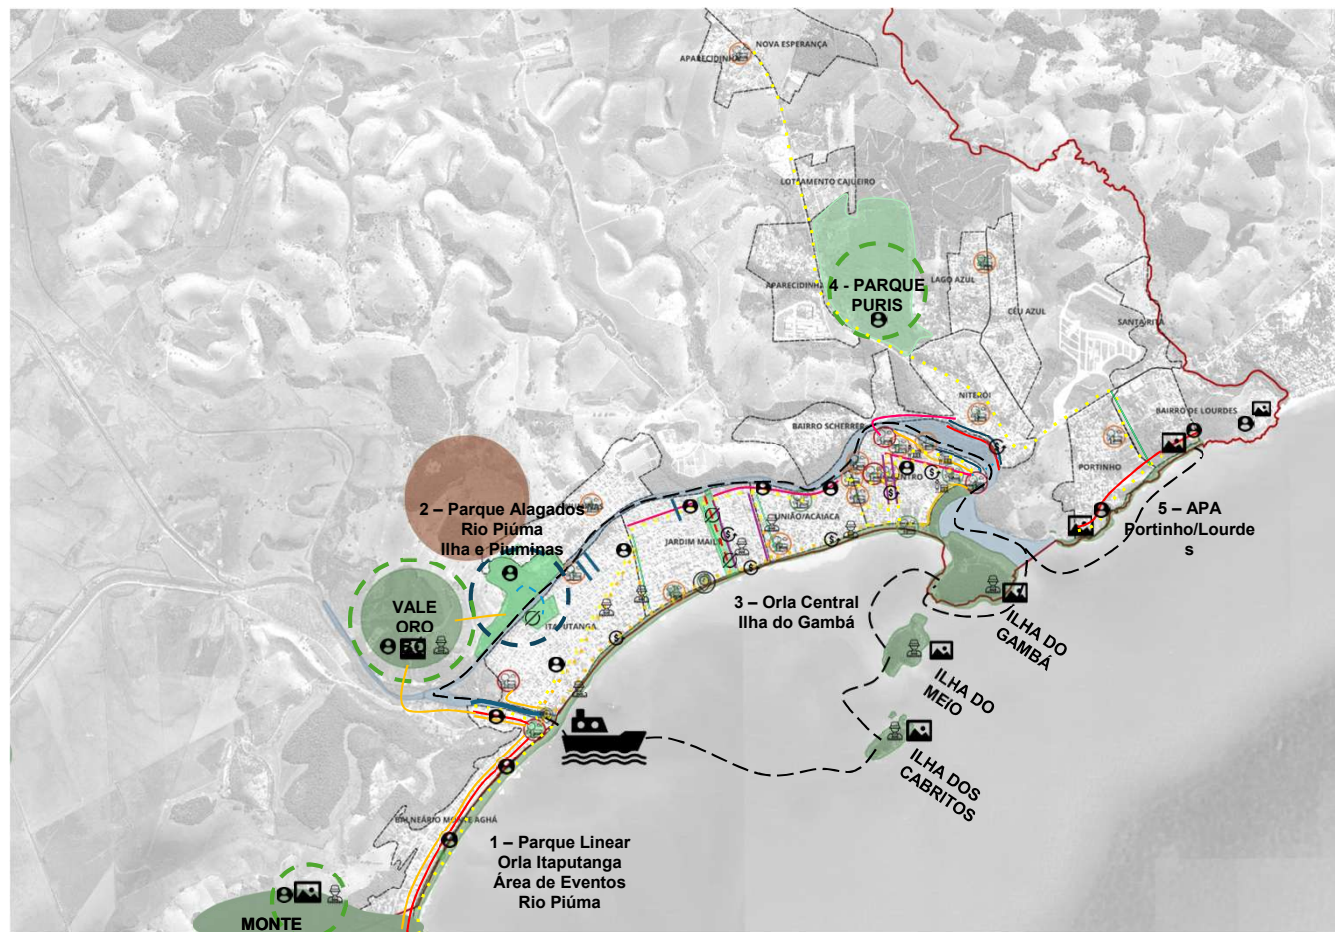 NOVA ESPERANÇA
APARECIDINHA
LOTEAMENTO CAJUEIRO
APARECIDINHA
4 - PARQUE
PURIS
LAGO AZUL
CÉU AZUL
SANTA RITA
NITERÓI
BAIRRO DE LOURDES
BAIRRO SCHERRER
PORTINHO
CENTRO
2 – Parque Alagados
Rio Piúma
Ilha e Piuminas
UNIÃO/ACAIACA
5 – APA
Portinho/Lourde
s
JARDIM MAILY
VALE
ORO
3 – Orla Central
Ilha do Gambá
ITAPUTANGA
ILHA DO
GAMBÁ
ILHA DO
MEIO
ILHA DOS
CABRITOS
BALNEÁRIO MONTE AGHÁ
1 – Parque Linear
Orla Itaputanga
Área de Eventos
Rio Piúma
MONTE